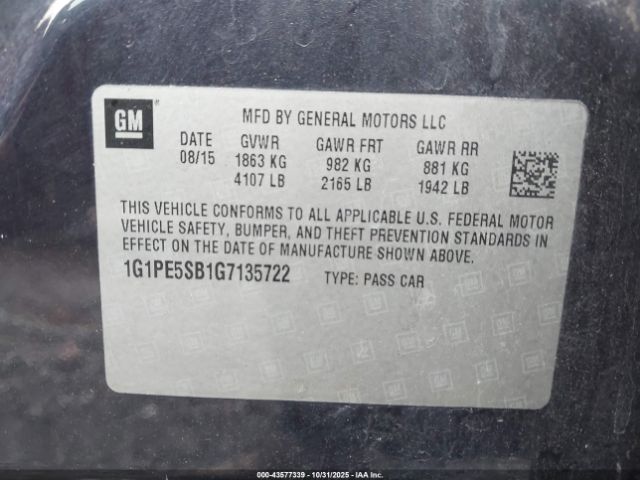 GM
MFD BY GENERAL MOTORS LLC
DATE GVWR GAWR FRT GAWR RR
08/15 1863 KG 982 KG 881 KG
4107 LB 2165 LB 1942 LB
THIS VEHICLE CONFORMS TO ALL APPLICABLE U.S. FEDERAL MOTOR
VEHICLE SAFETY, BUMPER, AND THEFT PREVENTION STANDARDS IN
EFFECT ON THE DATE OF MANUFACTURE SHOWN ABOVE.
1G1PE5SB1G7135722 TYPE: PASS CAR
000-43577339 - 10/31/2025 - COPYRIGHT © IAA, LLC